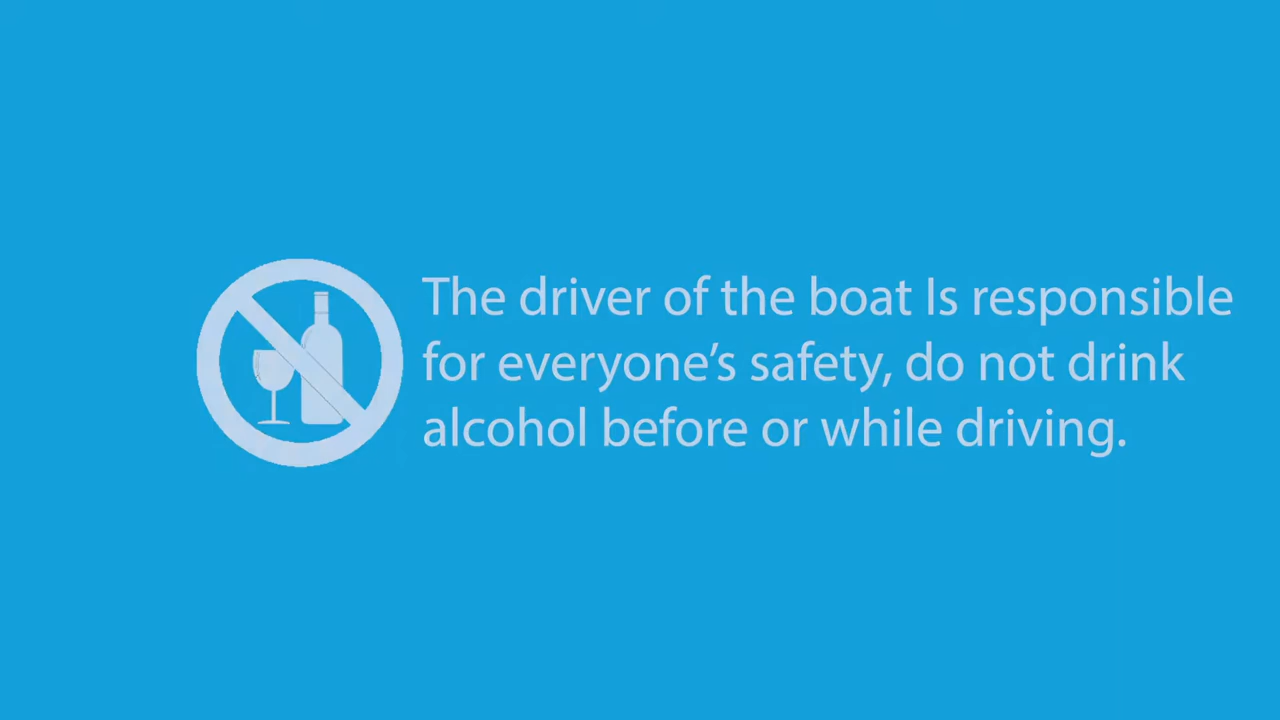 The driver of the boat Is responsible
for everyone’s safety, do not drink
alcohol before or while driving.